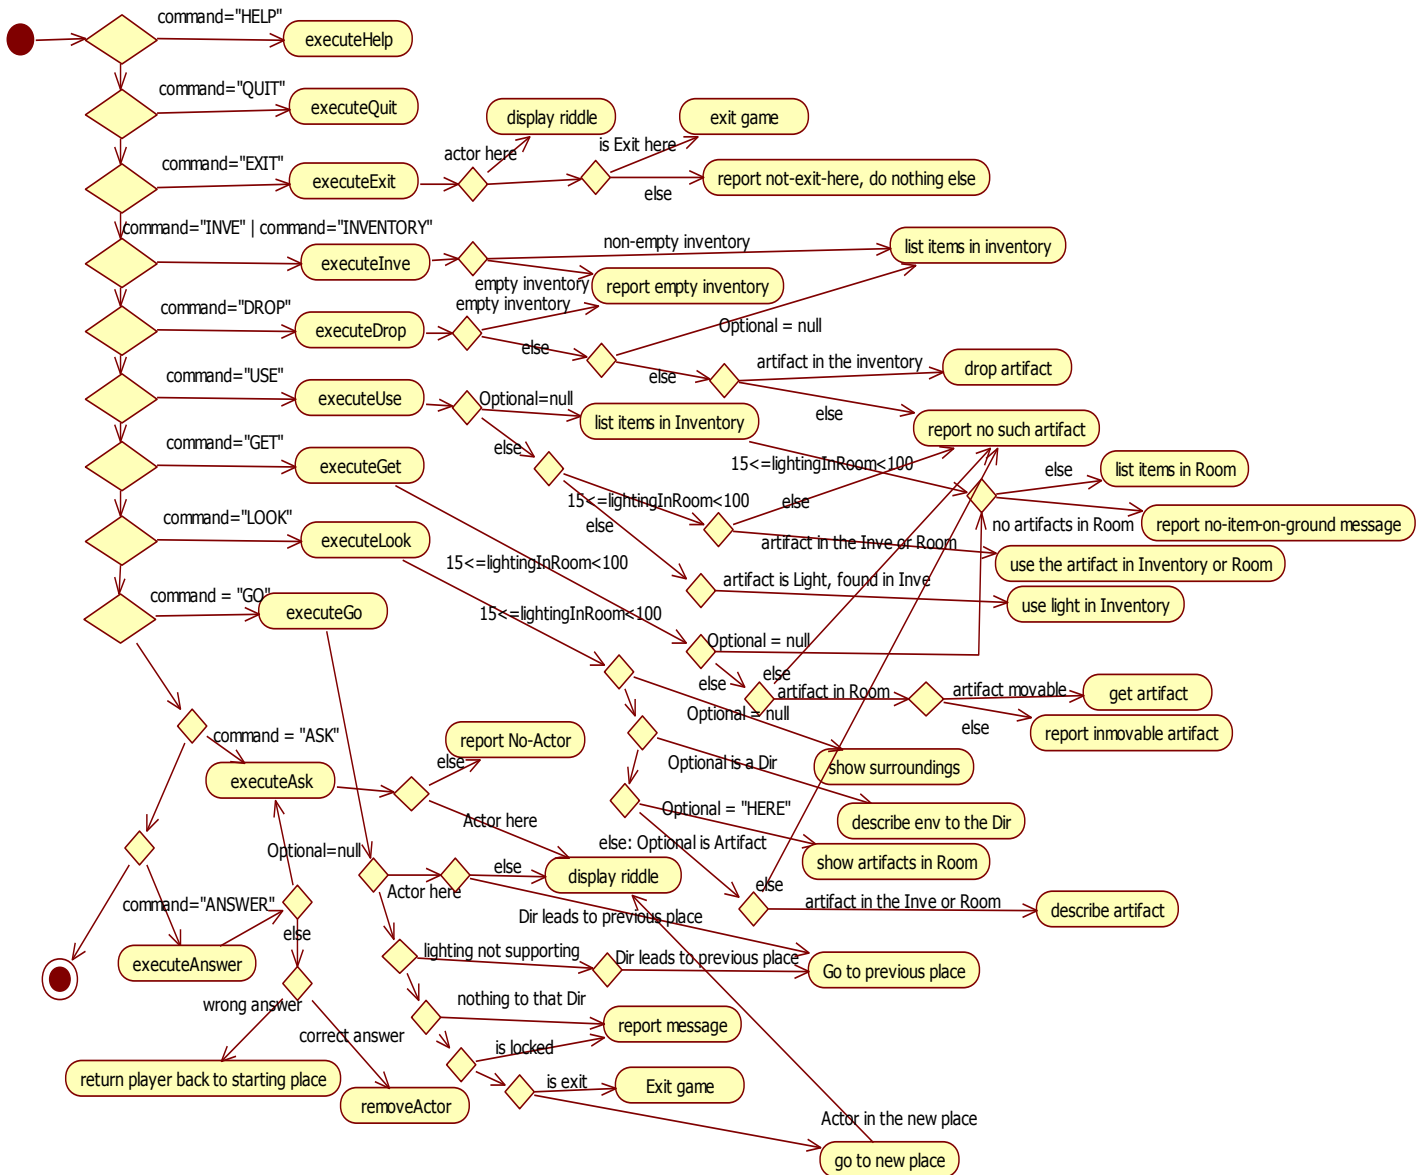 command="HELP"
executeHelp
command="QUIT"
executeQuit
display riddle
exit game
command="EXIT"
executeExit
actor here
is Exit here
report not-exit-here, do nothing else
else
command="INVE" | command="INVENTORY"
executeInve
non-empty inventory
list items in inventory
empty inventory
report empty inventory
command="DROP"
executeDrop
empty inventory
Optional = null
else
else
artifact in the inventory
drop artifact
else
command="USE"
executeUse
Optional=null
list items in Inventory
report no such artifact
else
command="GET"
executeGet
15<=lightingInRoom<100
else
list items in Room
15<=lightingInRoom<100
else
else
no artifacts in Room
report no-item-on-ground message
command="LOOK"
executeLook
artifact in the Inve or Room
use the artifact in Inventory or Room
15<=lightingInRoom<100
artifact is Light, found in Inve
use light in Inventory
command = "GO"
executeGo
15<=lightingInRoom<100
Optional = null
else
else
artifact in Room
artifact movable
get artifact
else
report inmovable artifact
Optional = null
command = "ASK"
report No-Actor
else
executeAsk
Optional is a Dir
show surroundings
Actor here
Optional = "HERE"
describe env to the Dir
Optional=null
else: Optional is Artifact
show artifacts in Room
else
display riddle
else
Actor here
command="ANSWER"
artifact in the Inve or Room
describe artifact
Dir leads to previous place
else
executeAnswer
lighting not supporting
Dir leads to previous place
Go to previous place
wrong answer
nothing to that Dir
report message
correct answer
is locked
return player back to starting place
is exit
Exit game
removeActor
Actor in the new place
go to new place